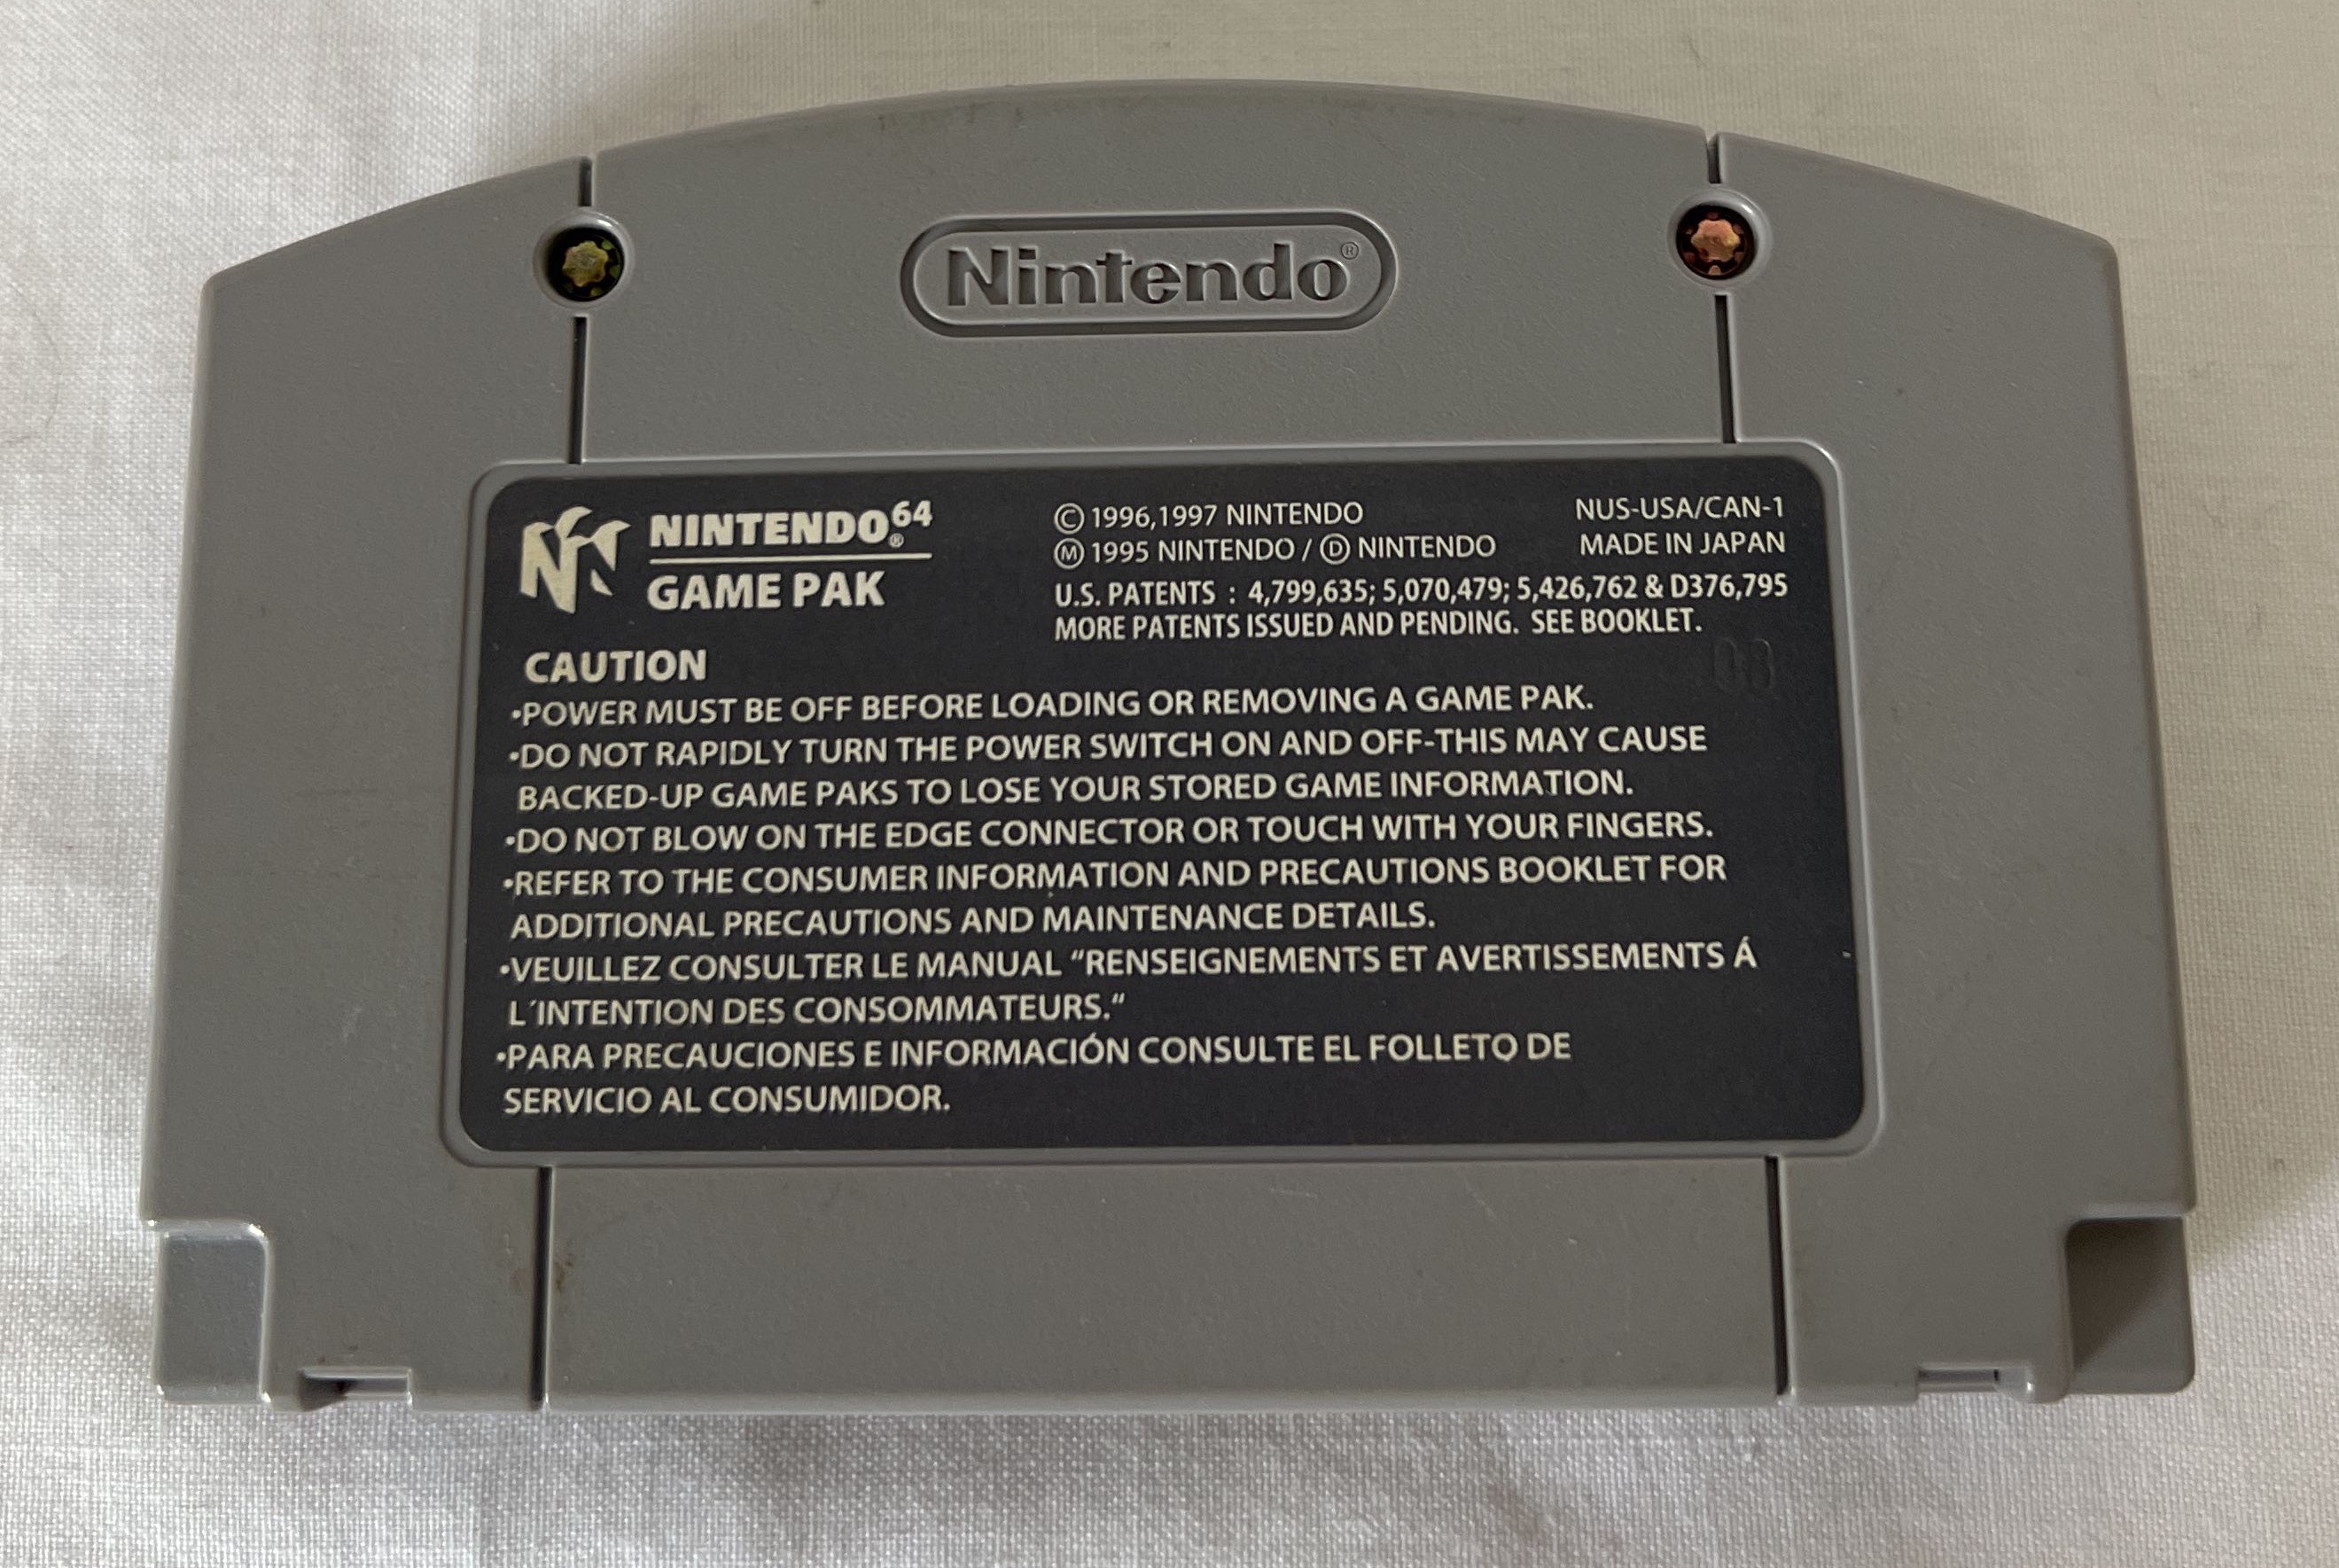 Nintendo®
NINTENDO64®
GAME PAK
© 1996,1997 NINTENDO
Ⓜ 1995 NINTENDO / Ⓓ NINTENDO
NUS-USA/CAN-1
MADE IN JAPAN
U.S. PATENTS : 4,799,635; 5,070,479; 5,426,762 & D376,795
MORE PATENTS ISSUED AND PENDING. SEE BOOKLET.
08
CAUTION
•POWER MUST BE OFF BEFORE LOADING OR REMOVING A GAME PAK.
•DO NOT RAPIDLY TURN THE POWER SWITCH ON AND OFF-THIS MAY CAUSE
BACKED-UP GAME PAKS TO LOSE YOUR STORED GAME INFORMATION.
•DO NOT BLOW ON THE EDGE CONNECTOR OR TOUCH WITH YOUR FINGERS.
•REFER TO THE CONSUMER INFORMATION AND PRECAUTIONS BOOKLET FOR
ADDITIONAL PRECAUTIONS AND MAINTENANCE DETAILS.
•VEUILLEZ CONSULTER LE MANUAL “RENSEIGNEMENTS ET AVERTISSEMENTS Á
L´INTENTION DES CONSOMMATEURS.“
•PARA PRECAUCIONES E INFORMACIÓN CONSULTE EL FOLLETO DE
SERVICIO AL CONSUMIDOR.